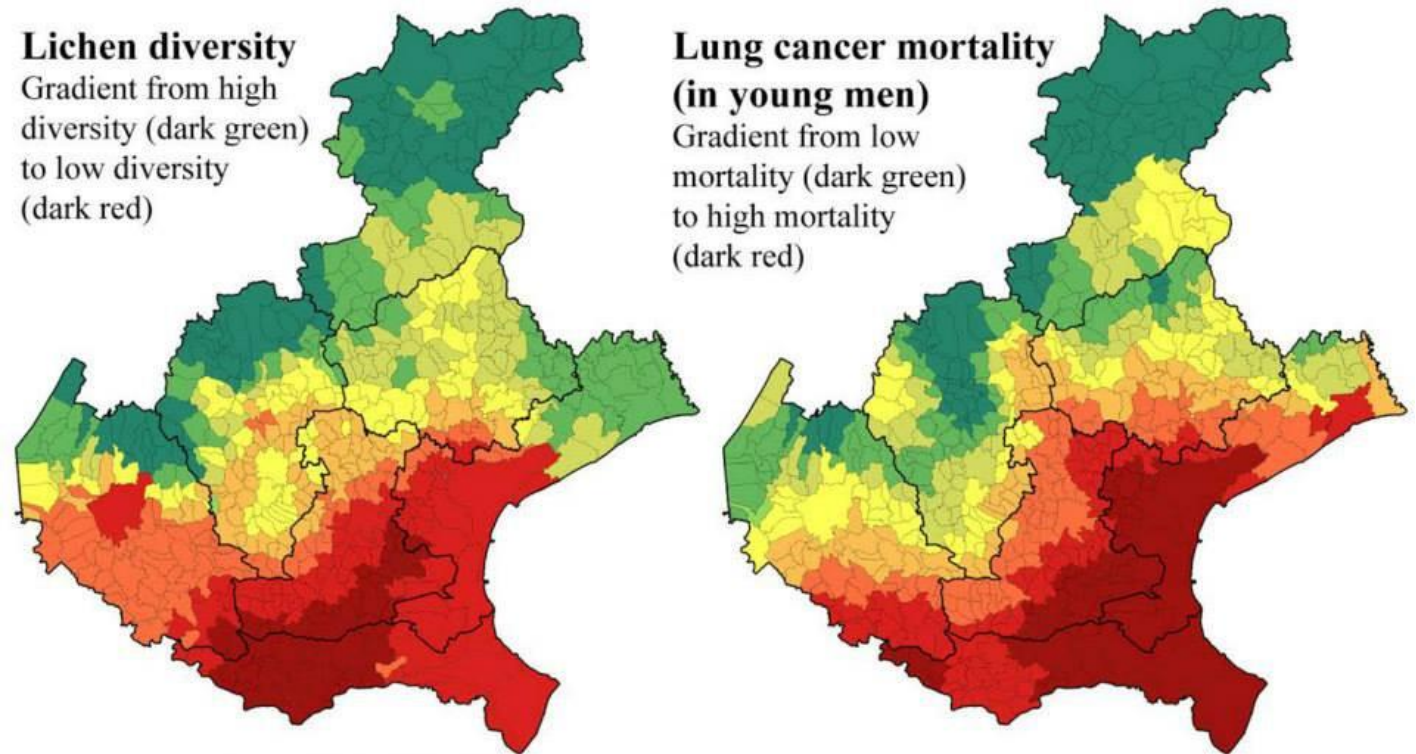 Lichen diversity
Gradient from high
diversity (dark green)
to low diversity
(dark red)
Lung cancer mortality
(in young men)
Gradient from low
mortality (dark green)
to high mortality
(dark red)